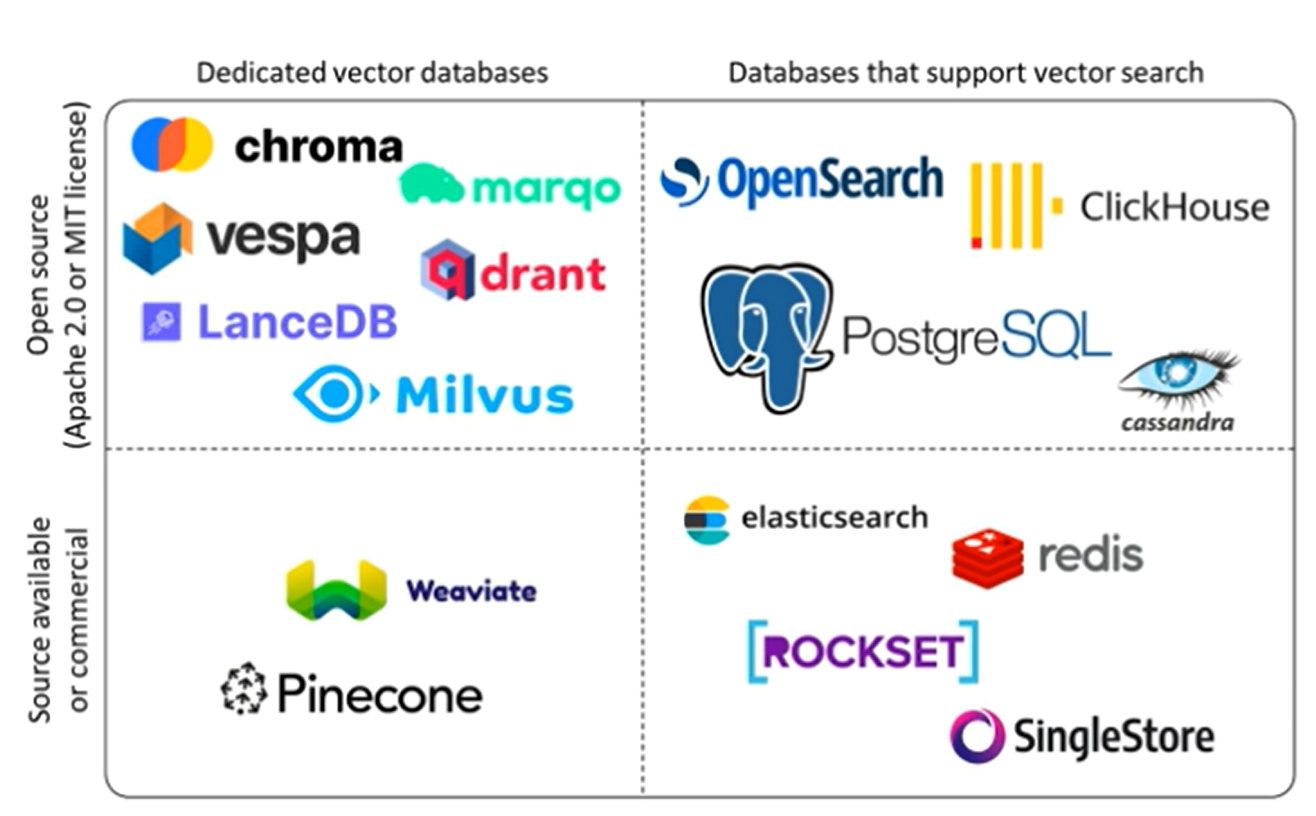 Dedicated vector databases
Databases that support vector search
Open source
(Apache 2.0 or MIT license)
chroma
marqo
vespa
qdrant
LanceDB
Milvus
OpenSearch
ClickHouse
PostgreSQL
cassandra
Source available
or commercial
Weaviate
Pinecone
elasticsearch
redis
[ROCKSET]
SingleStore